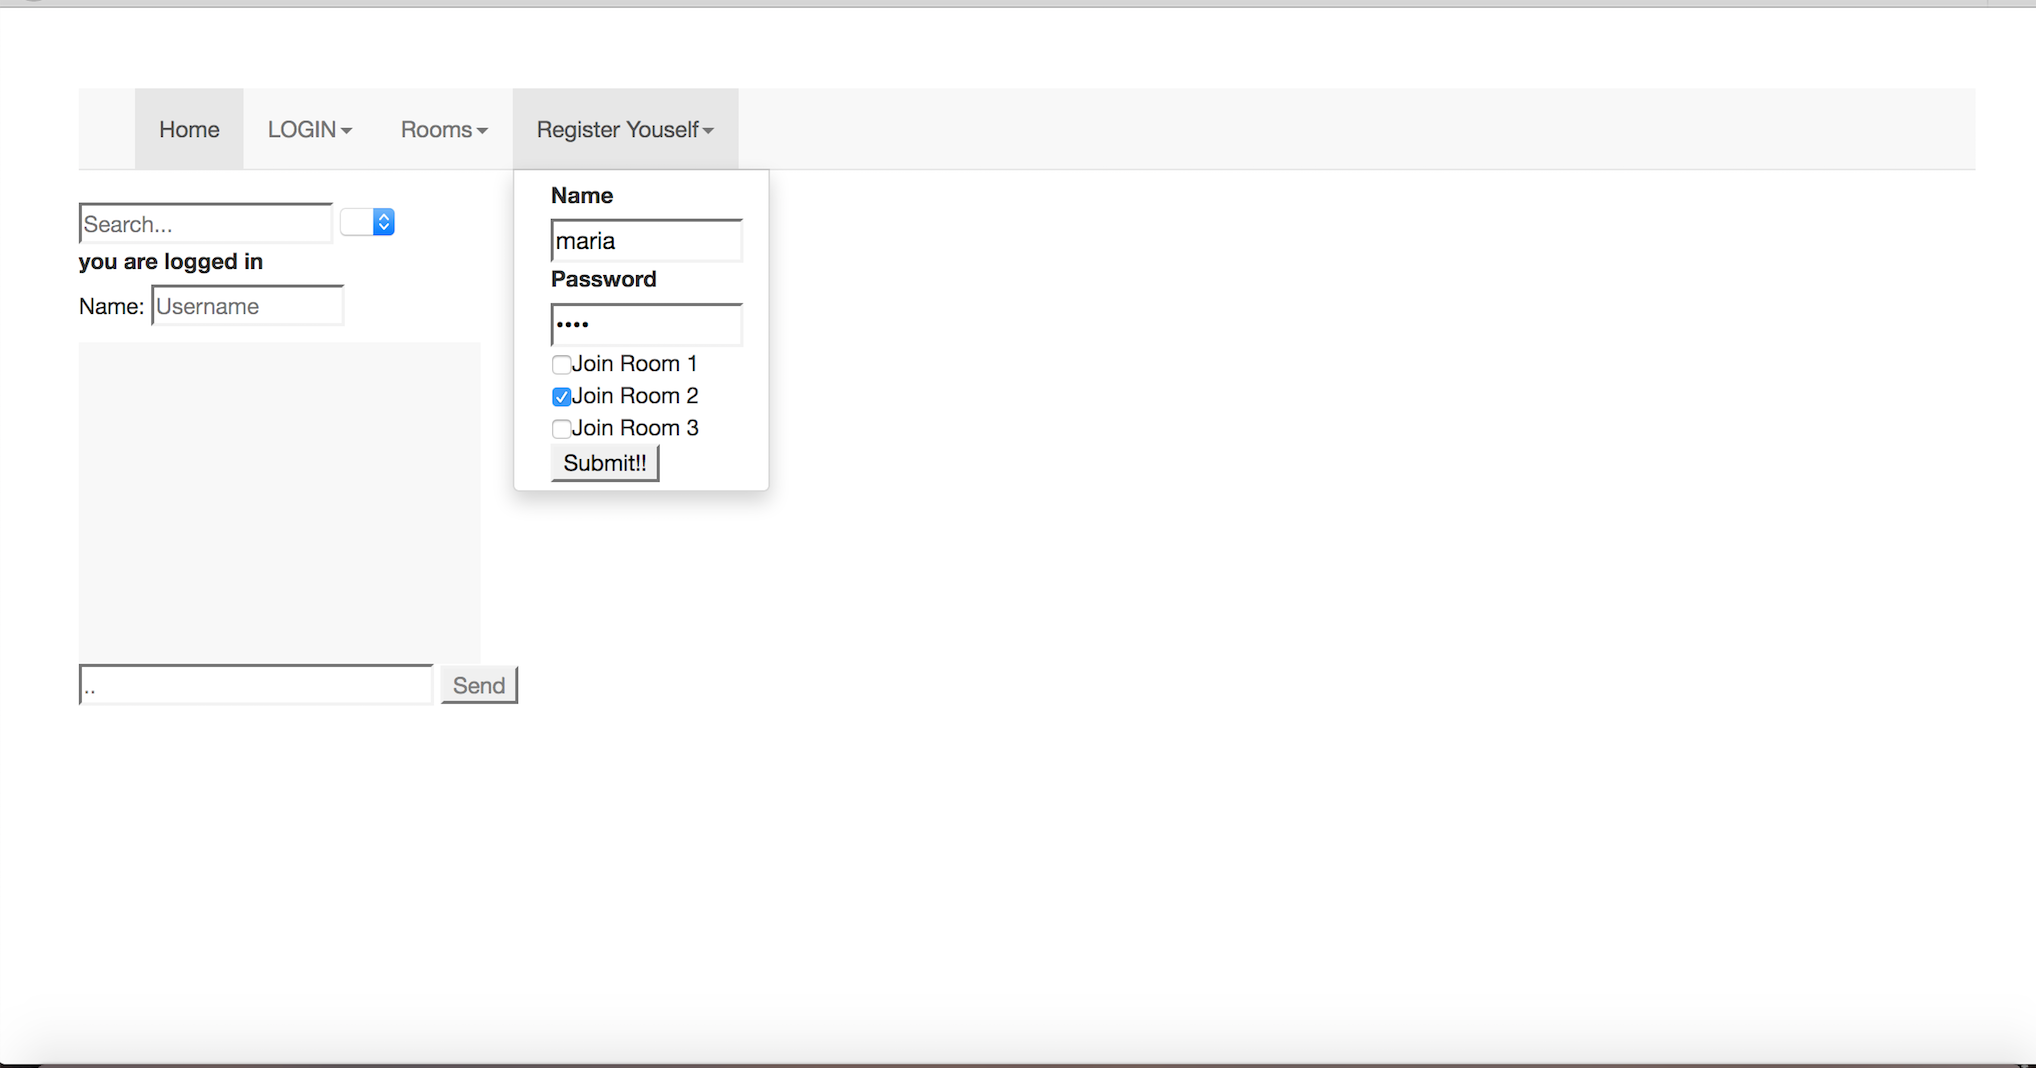 Home LOGIN Rooms Register Youself
Search...
you are logged in
Name: Username
Name
maria
Password
••••
Join Room 1
Join Room 2
Join Room 3
Submit!!
.. Send